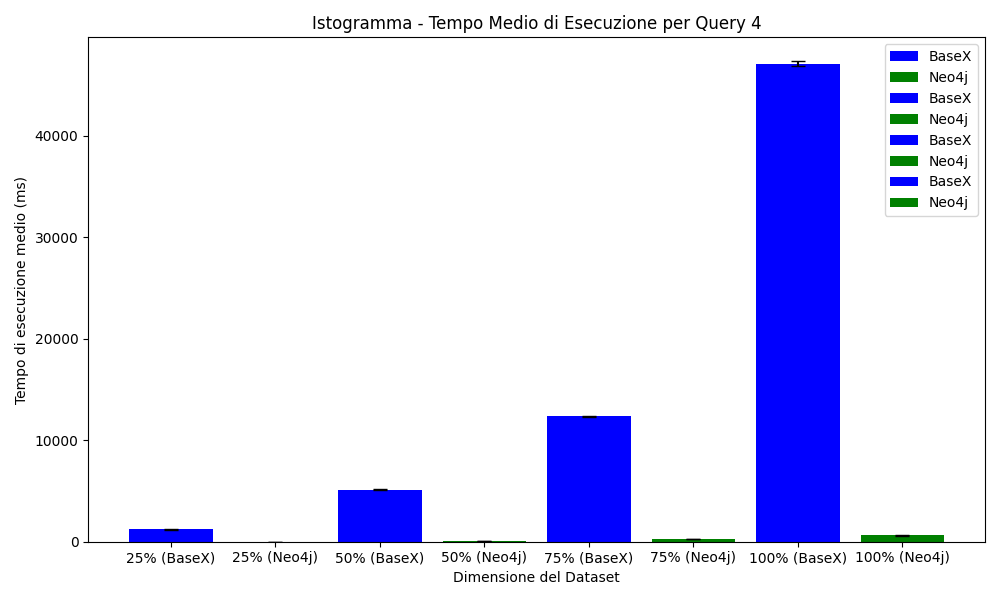 Istogramma - Tempo Medio di Esecuzione per Query 4
Tempo di esecuzione medio (ms)
40000
30000
20000
10000
0
BaseX
Neo4j
BaseX
Neo4j
BaseX
Neo4j
BaseX
Neo4j
25% (BaseX) 25% (Neo4j) 50% (BaseX) 50% (Neo4j) 75% (BaseX) 75% (Neo4j) 100% (BaseX) 100% (Neo4j)
Dimensione del Dataset